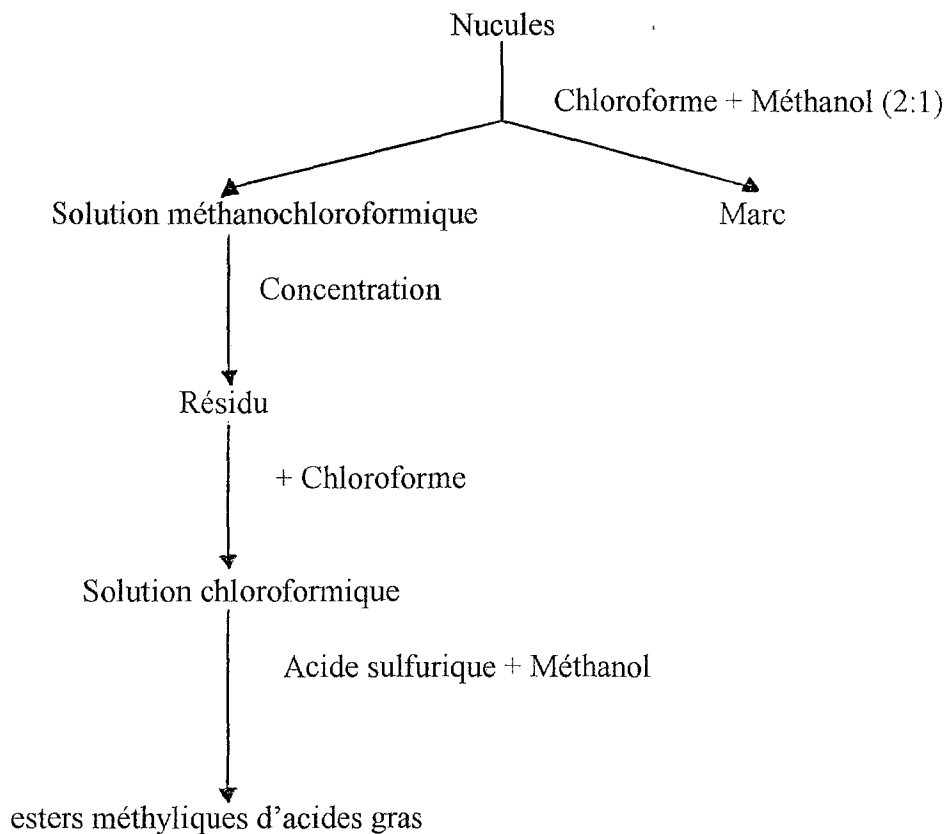 Nucules
Chloroforme + Méthanol (2:1)
Solution méthanochloroformique
Marc
Concentration
Résidu
+ Chloroforme
Solution chloroformique
Acide sulfurique + Méthanol
esters méthyliques d'acides gras